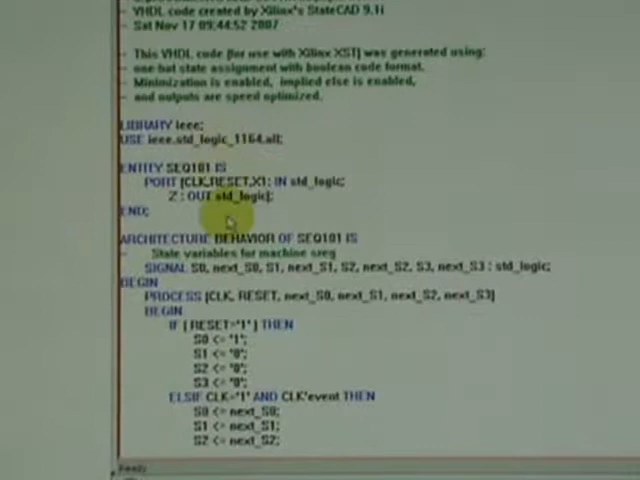 VHDL code created by Xilinx's StateCAD 9.1i
Sat Nov 17 09:44:52 2007
This VHDL code (for use with Xilinx XST) was generated using:
one-hot state assignment with boolean code format.
Minimization is enabled, implied else is enabled,
and outputs are speed optimized.
LIBRARY ieee;
USE ieee.std_logic_1164.all;
ENTITY SEQ101 IS
PORT (CLK,RESET,X1: IN std_logic;
Z : OUT std_logic);
END;
ARCHITECTURE BEHAVIOR OF SEQ101 IS
-- State variables for machine sreg
SIGNAL S0, next_S0, S1, next_S1, S2, next_S2, S3, next_S3 : std_logic;
BEGIN
PROCESS (CLK, RESET, next_S0, next_S1, next_S2, next_S3)
BEGIN
IF ( RESET='1' ) THEN
S0 <= '1';
S1 <= '0';
S2 <= '0';
S3 <= '0';
ELSIF CLK='1' AND CLK'event THEN
S0 <= next_S0;
S1 <= next_S1;
S2 <= next_S2;
Ready